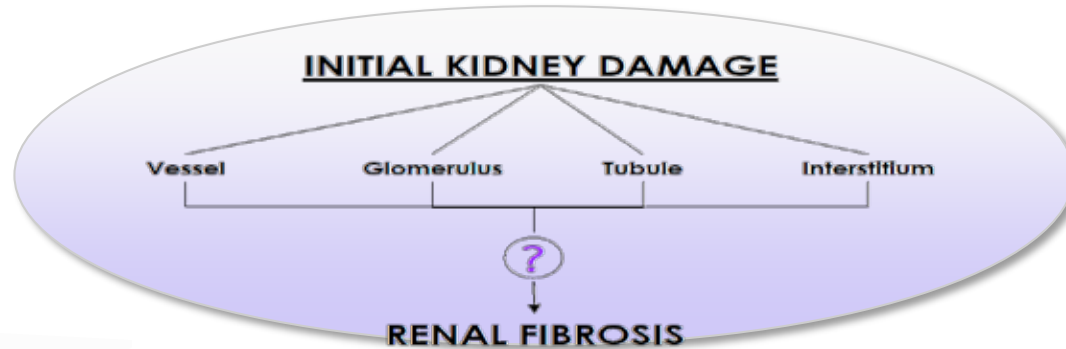 INITIAL KIDNEY DAMAGE
Vessel Glomerulus Tubule Interstitium
?
RENAL FIBROSIS